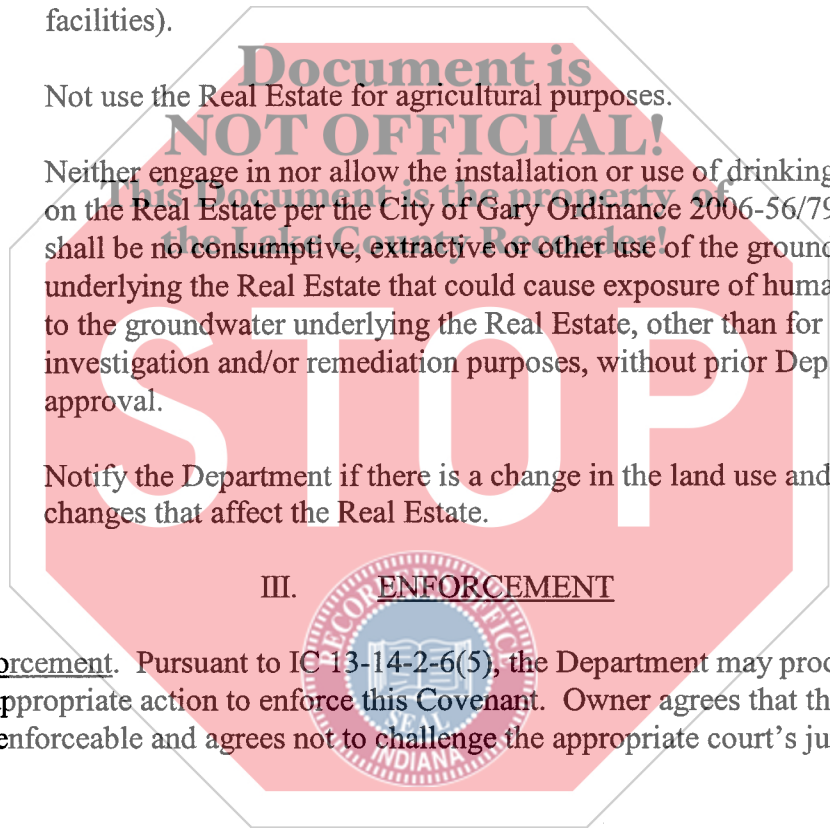 facilities).
Document is
Not use the Real Estate for agricultural purposes.
NOT OFFICIAL!
Neither engage in nor allow the installation or use of drinking
This Document is the property of
on the Real Estate per the City of Gary Ordinance 2006-56/79
the Lake County Recorder!
shall be no consumptive, extractive or other use of the ground
underlying the Real Estate that could cause exposure of huma
to the groundwater underlying the Real Estate, other than for
investigation and/or remediation purposes, without prior Dep
approval.
STOP
Notify the Department if there is a change in the land use and
changes that affect the Real Estate.
III. ENFORCEMENT
RECORDER'S OFFICE
orcement. Pursuant to IC 13-14-2-6(5), the Department may proc
ppropriate action to enforce this Covenant. Owner agrees that th
SEAL
enforceable and agrees not to challenge the appropriate court's ju
INDIANA